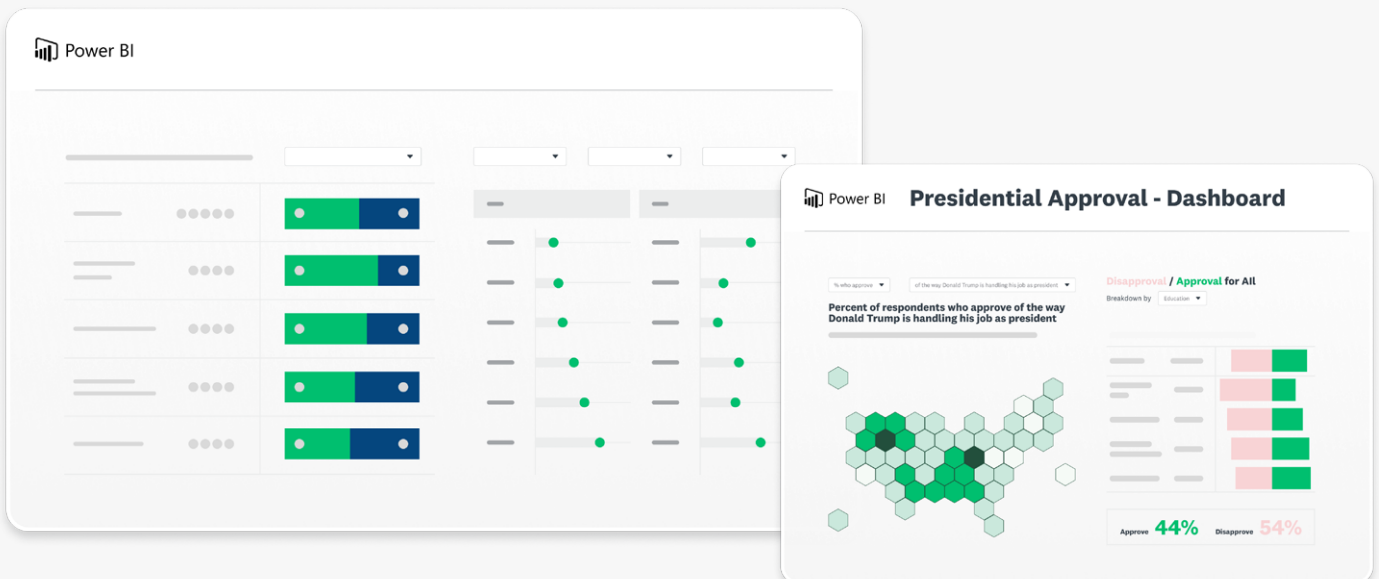 Power BI
Power BI
Presidential Approval - Dashboard
% who approve
of the way Donald Trump is handling his job as president
Percent of respondents who approve of the way
Donald Trump is handling his job as president
Disapproval / Approval for All
Breakdown by
Education
Approve 44% Disapprove 54%